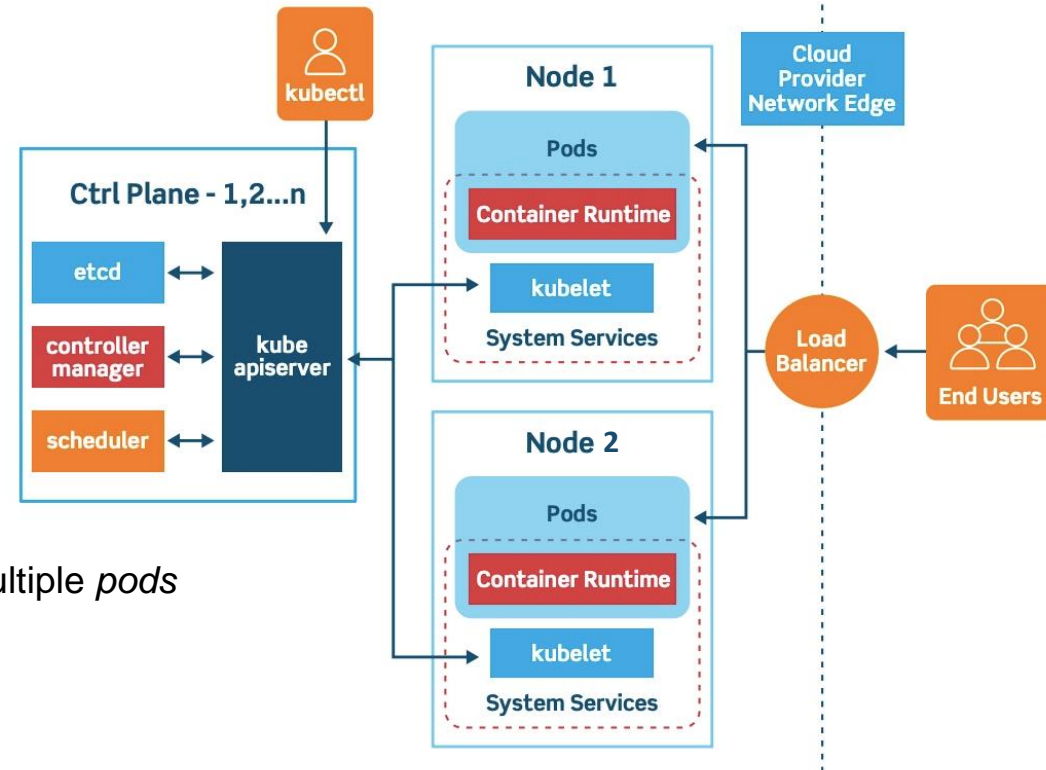 kubectl
Ctrl Plane - 1,2...n
etcd
controller
manager
scheduler
kube
apiserver
Node 1
Pods
Container Runtime
kubelet
System Services
Node 2
Pods
Container Runtime
kubelet
System Services
Cloud
Provider
Network Edge
Load
Balancer
End Users
pods